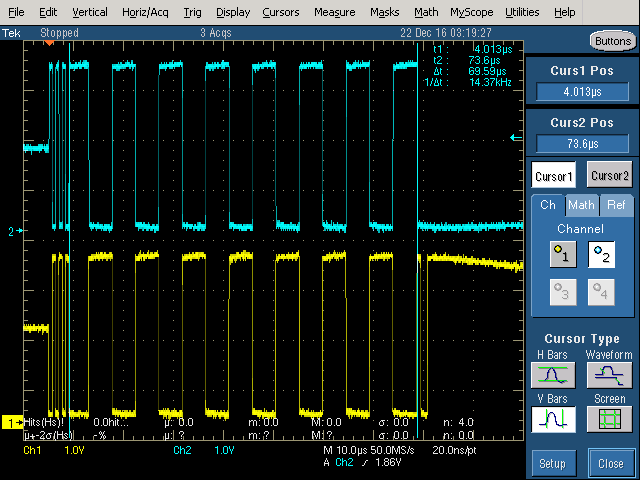 File Edit Vertical Horiz/Acq Trig Display Cursors Measure Masks Math MyScope Utilities Help
Tek Stopped 3 Acqs 22 Dec 16 03:19:27
Buttons
t1: 4.013µs
t2: 73.6µs
Δt: 69.59µs
1/Δt: 14.37kHz
Curs1 Pos
4.013µs
Curs2 Pos
73.6µs
Cursor1 Cursor2
Ch Math Ref
Channel
1 2
3 4
Cursor Type
H Bars Waveform
V Bars Screen
Setup Close
2
1
Hits(Hs)! 0.0hit... µ: 0.0 m: 0.0 M: 0.0 σ: 0.0 n: 4.0
µ+-2σ(Hs) -.-% µ: ? m: ? M: ? σ: 0.0 n: 0.0
Ch1 1.0V Ch2 1.0V M 10.0µs 50.0MS/s 20.0ns/pt
A Ch2 1.86V